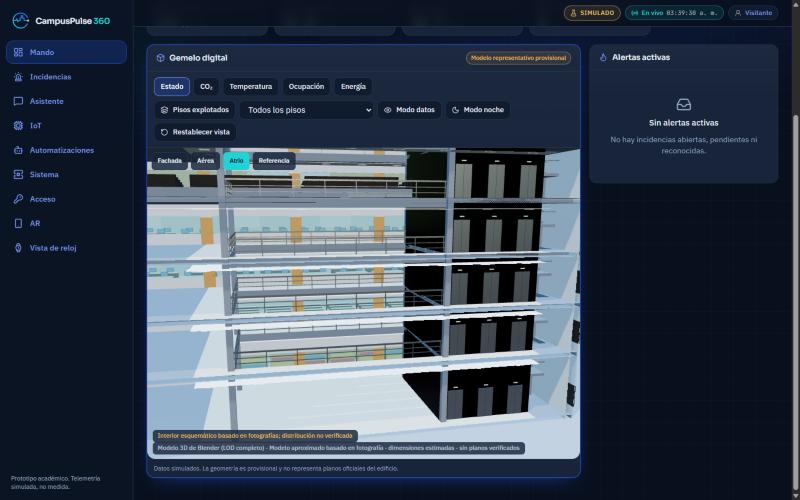 CampusPulse 360
SIMULADO
En vivo 03:39:30 a. m.
Visitante
Mando
Incidencias
Asistente
IoT
Automatizaciones
Sistema
Acceso
AR
Vista de reloj
Gemelo digital
Modelo representativo provisional
Estado
CO₂
Temperatura
Ocupación
Energía
Pisos explotados
Todos los pisos
Modo datos
Modo noche
Restablecer vista
Fachada
Aérea
Atrio
Referencia
Interior esquemático basado en fotografías; distribución no verificada
Modelo 3D de Blender (LOD completo) · Modelo aproximado basado en fotografía · dimensiones estimadas · sin planos verificados
Datos simulados. La geometría es provisional y no representa planos oficiales del edificio.
Alertas activas
Sin alertas activas
No hay incidencias abiertas, pendientes ni
reconocidas.
Prototipo académico. Telemetría
simulada, no medida.